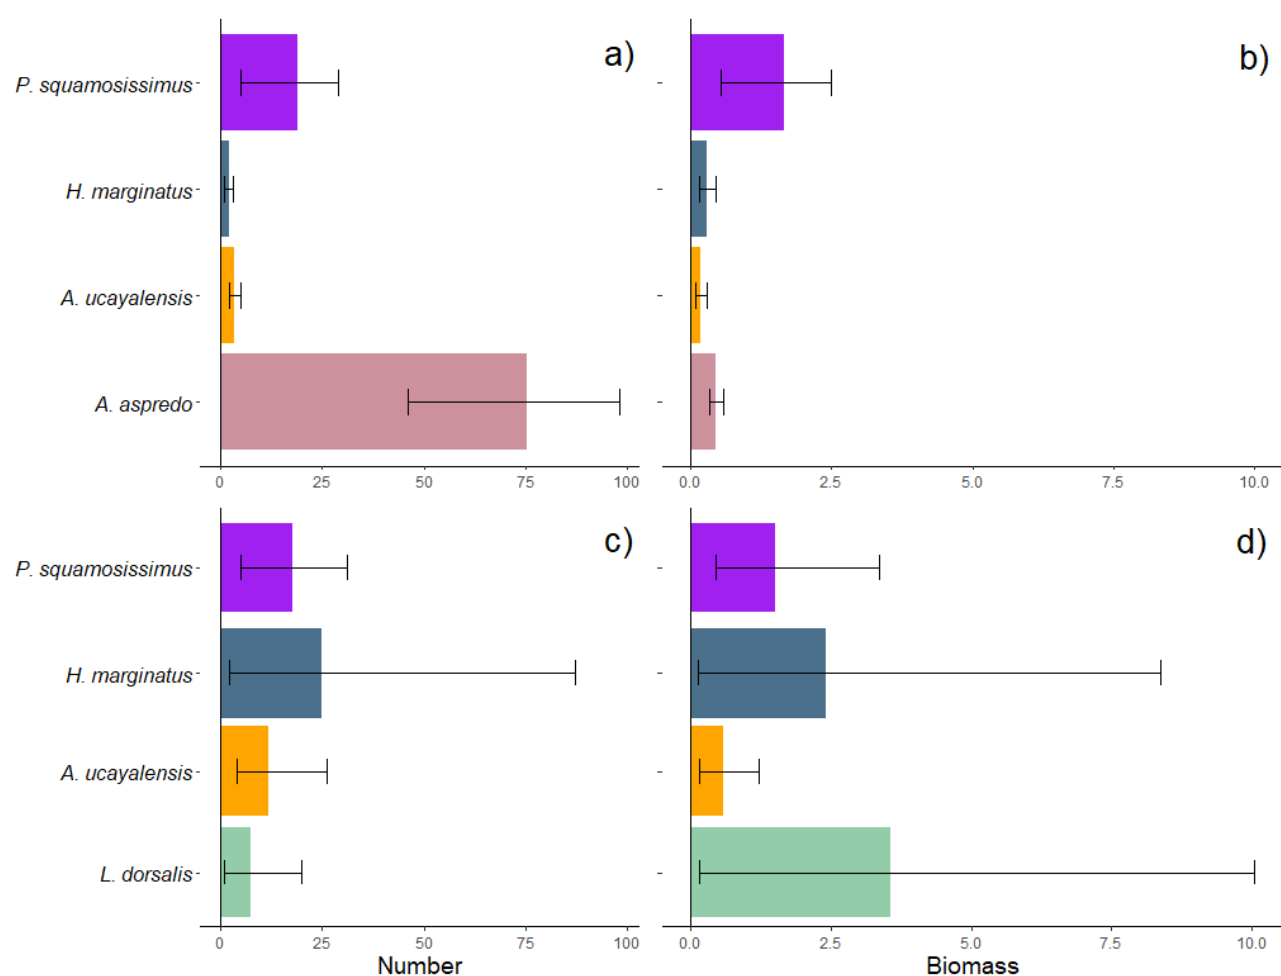 a)
b)
P. squamosissimus
H. marginatus
A. ucayalensis
A. aspredo
0 25 50 75 100
0.0 2.5 5.0 7.5 10.0
c)
d)
P. squamosissimus
H. marginatus
A. ucayalensis
L. dorsalis
0 25 50 75 100
0.0 2.5 5.0 7.5 10.0
Number
Biomass